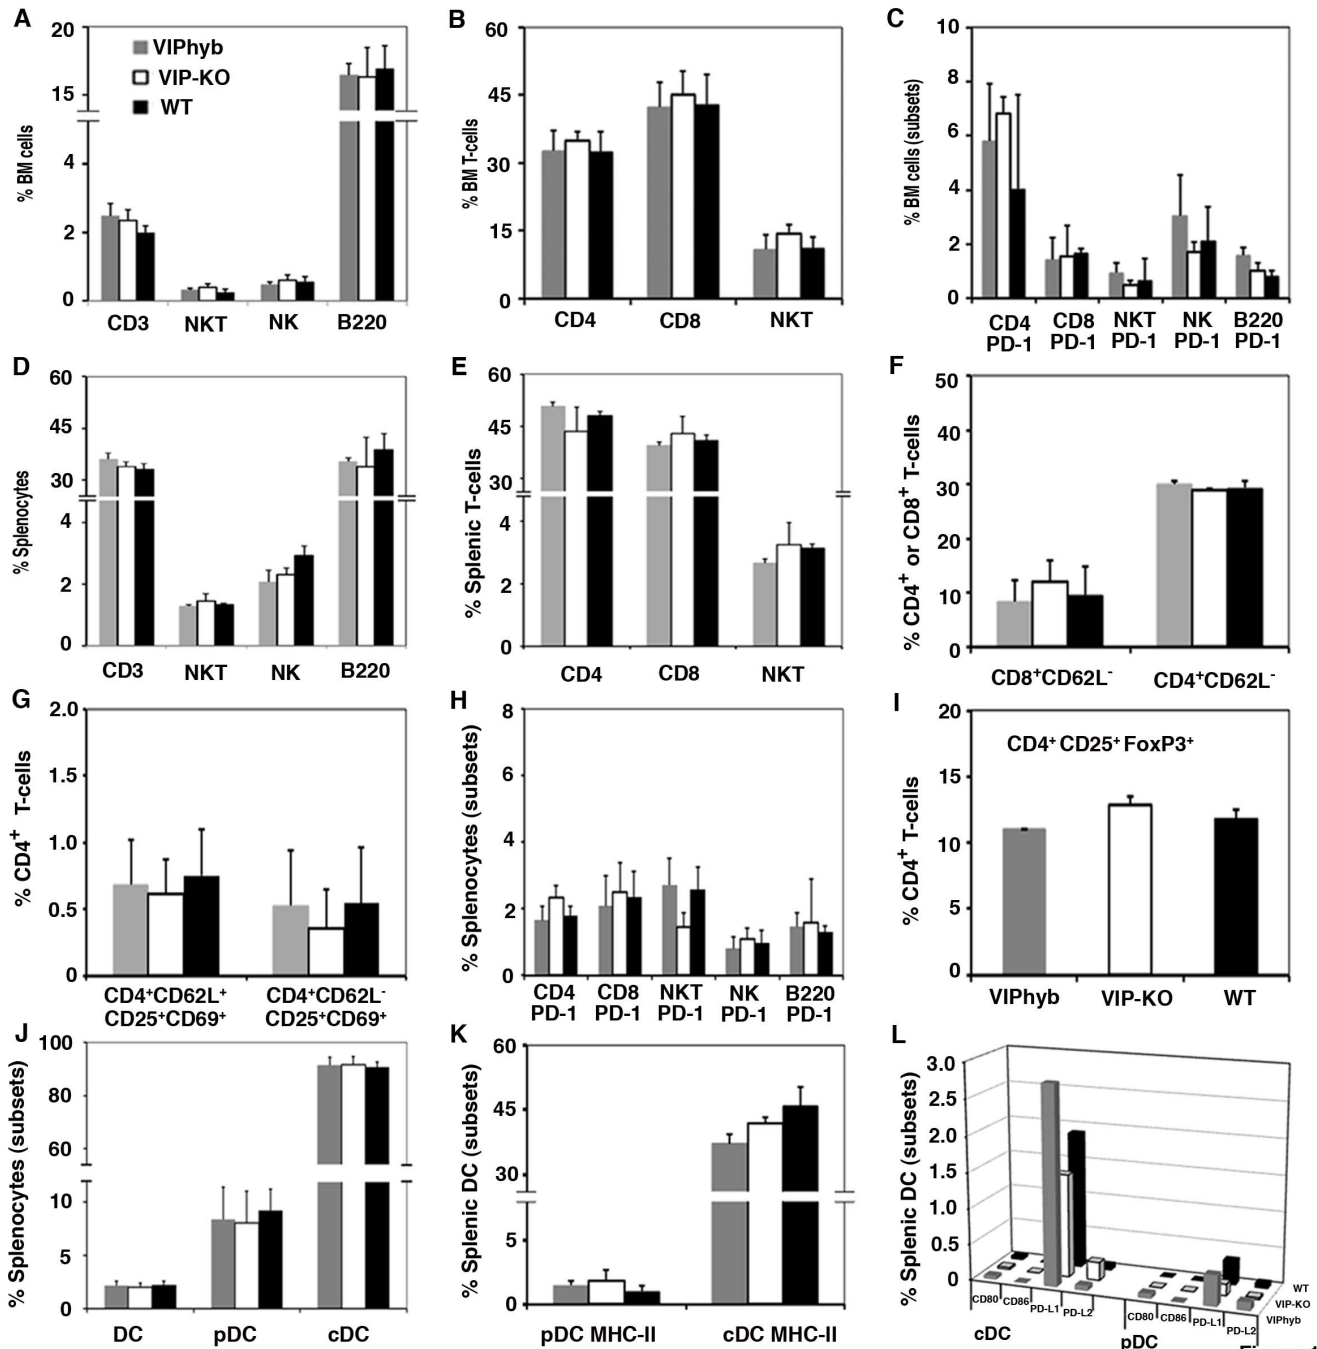 A
20
15
4
2
0
% BM cells
VIPhyb
VIP-KO
WT
CD3 NKT NK B220
B
60
45
30
15
0
% BM T-cells
CD4 CD8 NKT
C
10
8
6
4
2
0
% BM cells (subsets)
CD4 CD8 NKT NK B220
PD-1 PD-1 PD-1 PD-1 PD-1
D
60
45
30
4
2
0
% Splenocytes
CD3 NKT NK B220
E
60
45
30
4
2
0
% Splenic T-cells
CD4 CD8 NKT
F
50
40
30
20
10
0
% CD4+ or CD8+ T-cells
CD8+CD62L- CD4+CD62L-
G
2.0
1.5
1.0
0.5
0
% CD4+ T-cells
CD4+CD62L+ CD4+CD62L-
CD25+CD69+ CD25+CD69+
H
8
6
4
2
0
% Splenocytes (subsets)
CD4 CD8 NKT NK B220
PD-1 PD-1 PD-1 PD-1 PD-1
I
20
15
10
5
0
% CD4+ T-cells
CD4+ CD25+ FoxP3+
VIPhyb VIP-KO WT
J
100
80
60
10
5
0
% Splenocytes (subsets)
DC pDC cDC
K
60
45
30
5
0
% Splenic DC (subsets)
pDC MHC-II cDC MHC-II
L
3.0
2.5
2.0
1.5
1.0
0.5
0
% Splenic DC (subsets)
CD80 CD86 PD-L1 PD-L2 CD80 CD86 PD-L1 PD-L2
cDC pDC
WT
VIP-KO
VIPhyb